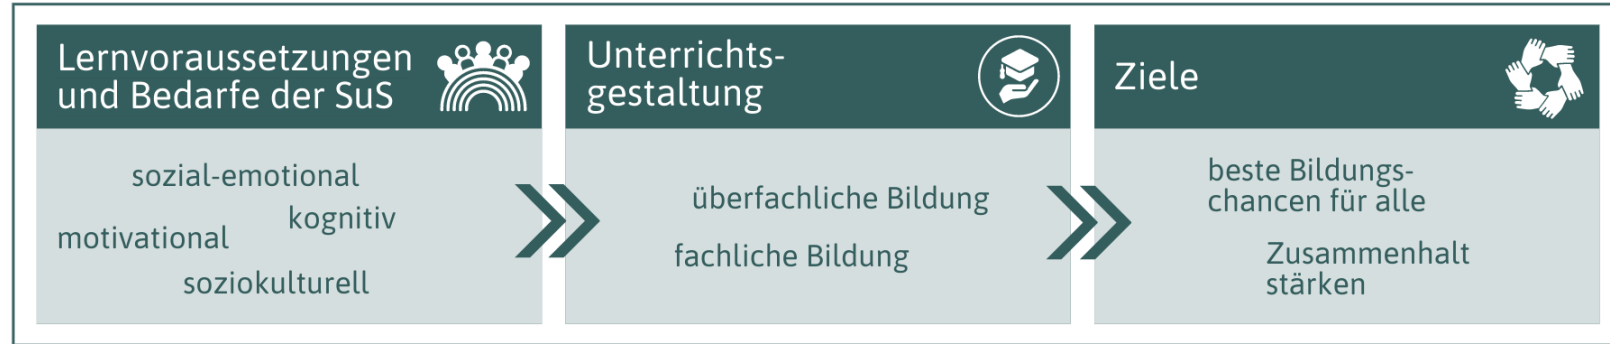 Lernvoraussetzungen
und Bedarfe der SuS
sozial-emotional
kognitiv
motivational
soziokulturell
Unterrichts-
gestaltung
überfachliche Bildung
fachliche Bildung
Ziele
beste Bildungs-
chancen für alle
Zusammenhalt
stärken